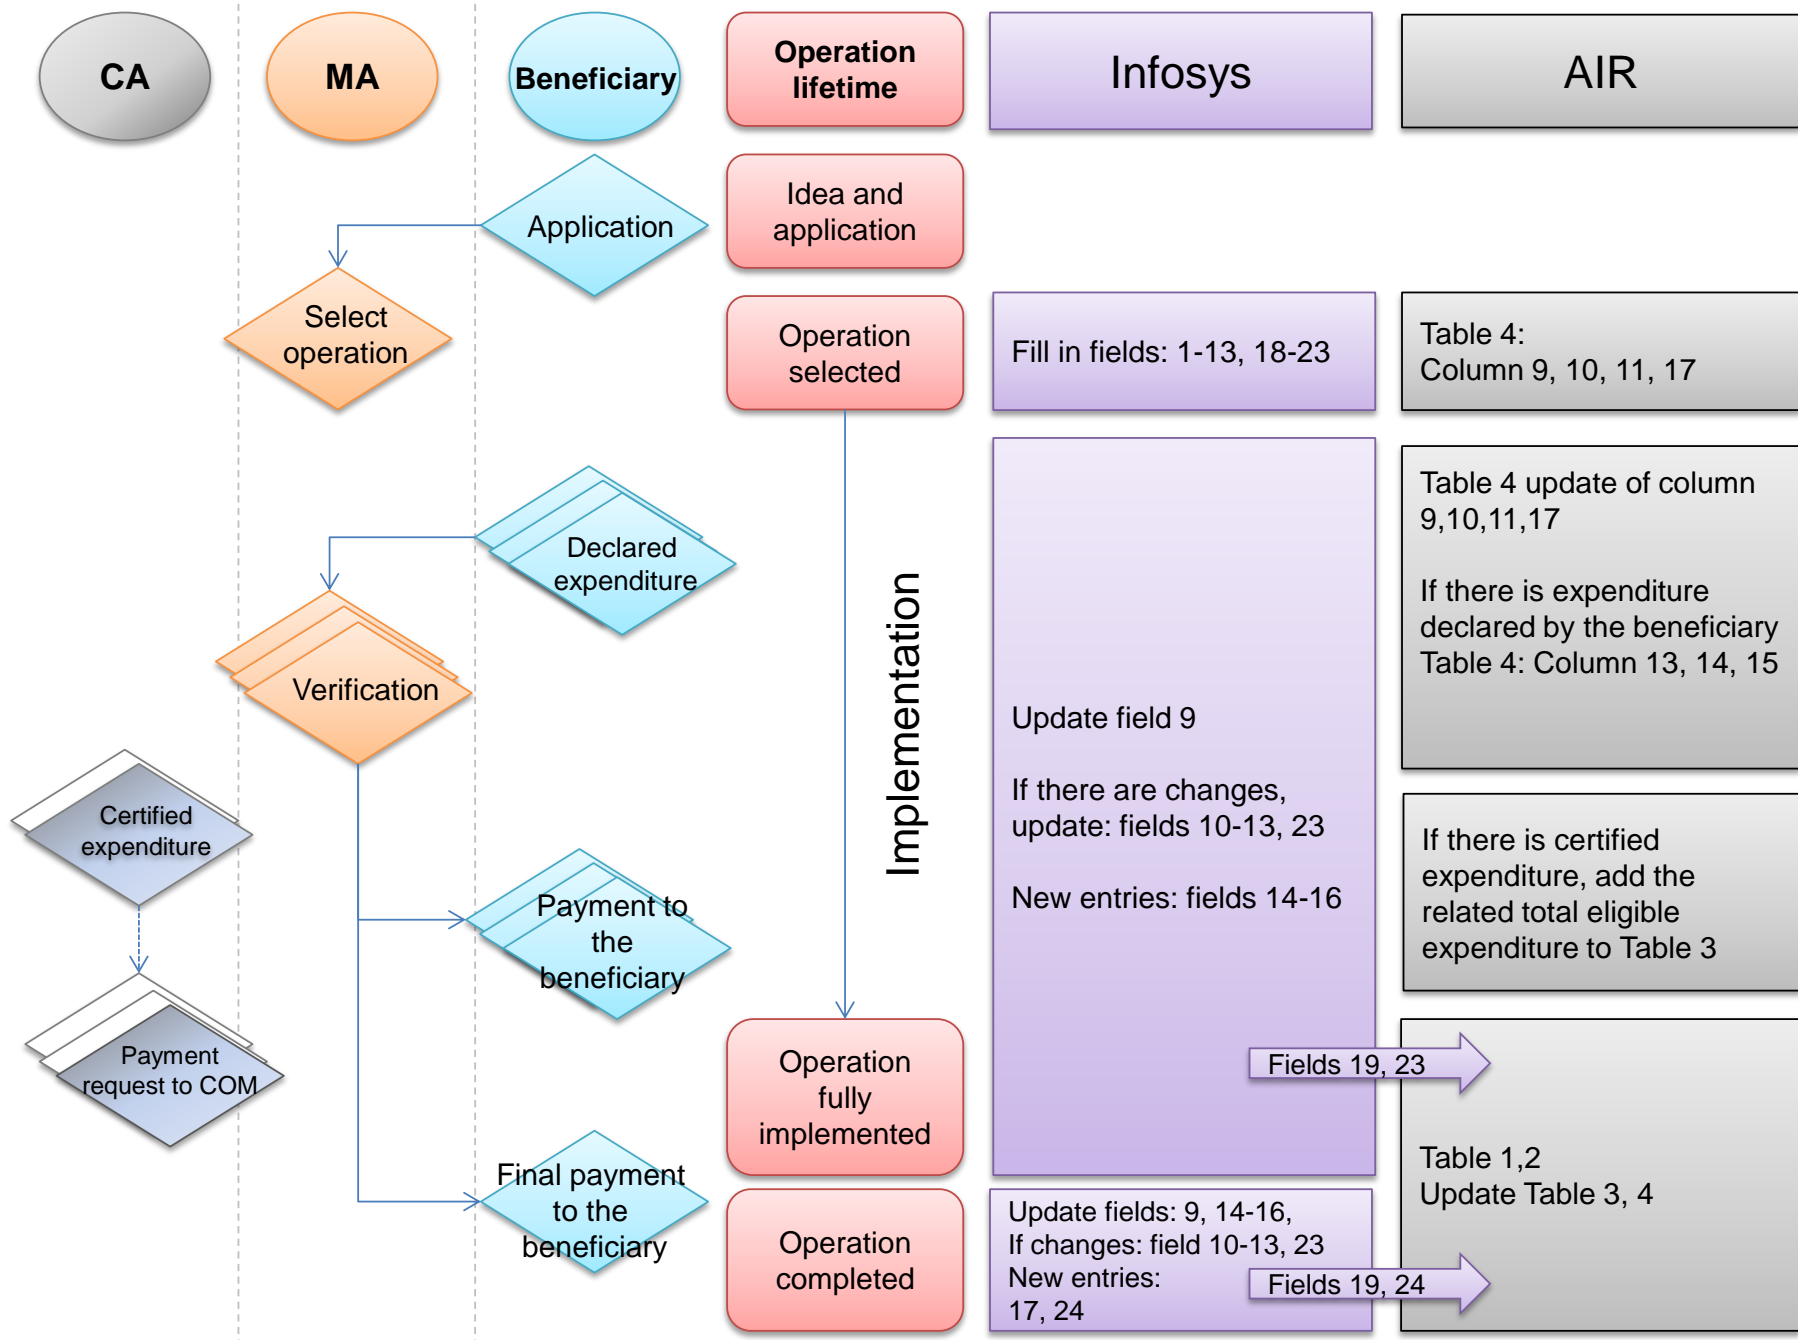 CA
MA
Beneficiary
Operation
lifetime
Infosys
AIR
Application
Idea and
application
Select
operation
Operation
selected
Fill in fields: 1-13, 18-23
Table 4:
Column 9, 10, 11, 17
Declared
expenditure
Verification
Implementation
Update field 9
If there are changes,
update: fields 10-13, 23
New entries: fields 14-16
Table 4 update of column
9,10,11,17
If there is expenditure
declared by the beneficiary
Table 4: Column 13, 14, 15
Certified
expenditure
Payment to
the
beneficiary
If there is certified
expenditure, add the
related total eligible
expenditure to Table 3
Payment
request to COM
Operation
fully
implemented
Fields 19, 23
Table 1,2
Update Table 3, 4
Final payment
to the
beneficiary
Operation
completed
Update fields: 9, 14-16,
If changes: field 10-13, 23
New entries:
17, 24
Fields 19, 24